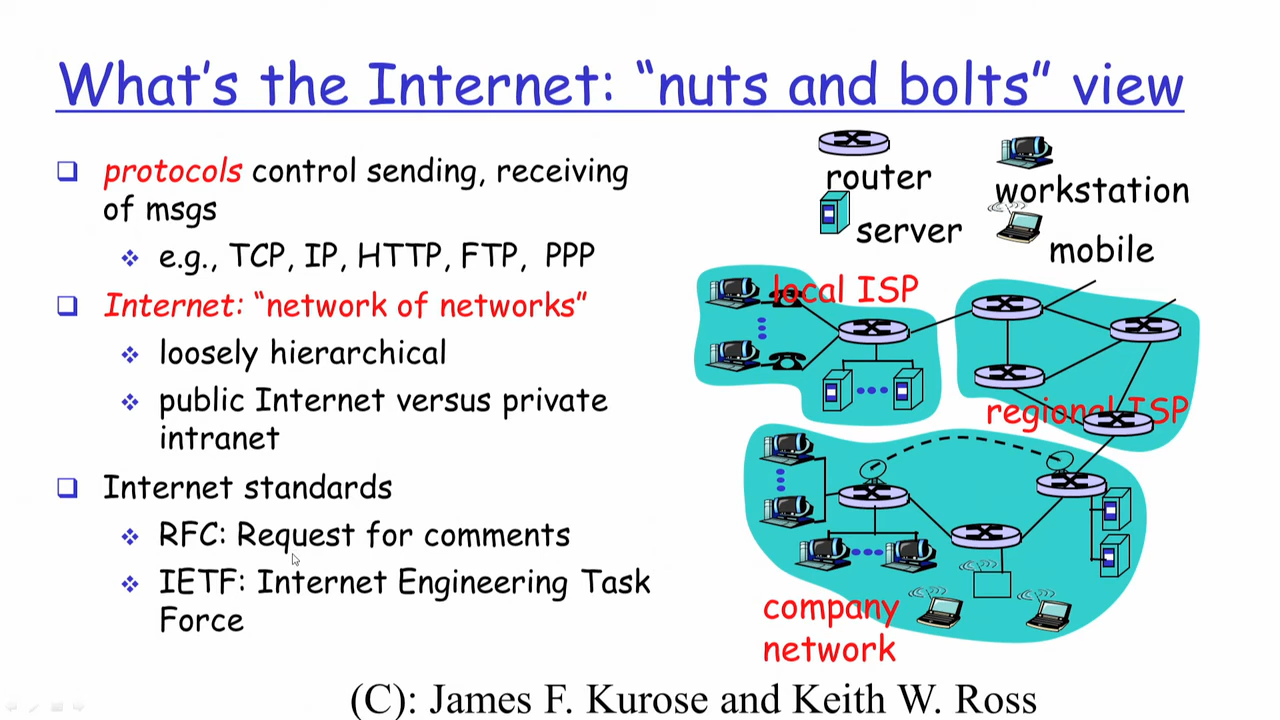 What's the Internet: “nuts and bolts” view
protocols control sending, receiving
of msgs
e.g., TCP, IP, HTTP, FTP, PPP
Internet: “network of networks”
loosely hierarchical
public Internet versus private
intranet
Internet standards
RFC: Request for comments
IETF: Internet Engineering Task
Force
router
workstation
server
mobile
local ISP
regional ISP
company
network
(C): James F. Kurose and Keith W. Ross